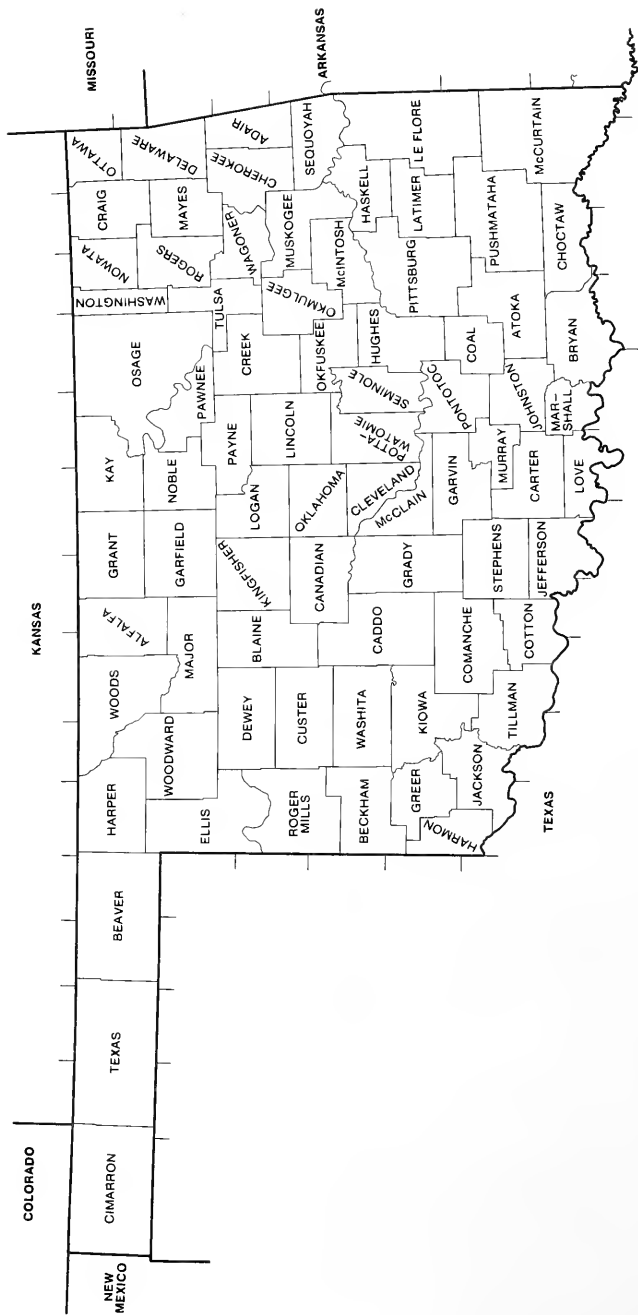 COLORADO
KANSAS
MISSOURI
NEW
MEXICO
CIMARRON
TEXAS
BEAVER
HARPER
WOODS
ALFALFA
GRANT
KAY
OSAGE
WASHINGTON
NOWATA
CRAIG
OTTAWA
ELLIS
WOODWARD
MAJOR
GARFIELD
NOBLE
PAWNEE
TULSA
ROGERS
MAYES
DELAWARE
ROGER
MILLS
DEWEY
BLAINE
KINGFISHER
LOGAN
PAYNE
CREEK
WAGONER
CHEROKEE
ADAIR
ARKANSAS
CUSTER
CANADIAN
OKLAHOMA
LINCOLN
OKFUSKEE
OKMULGEE
MUSKOGEE
McINTOSH
SEQUOYAH
BECKHAM
WASHITA
CADDO
GRADY
CLEVELAND
McCLAIN
POTTA-
WATOMIE
SEMINOLE
HUGHES
PITTSBURG
HASKELL
LATIMER
LE FLORE
GREER
HARMON
JACKSON
KIOWA
COMANCHE
STEPHENS
GARVIN
MURRAY
PONTOTOC
COAL
ATOKA
PUSHMATAHA
McCURTAIN
TILLMAN
COTTON
JEFFERSON
CARTER
LOVE
JOHNSTON
MAR-
SHALL
BRYAN
CHOCTAW
TEXAS